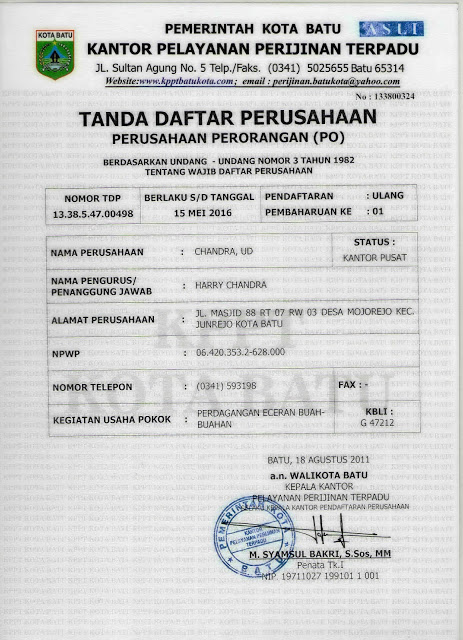 PEMERINTAH KOTA BATU
ASLI
KANTOR PELAYANAN PERIJINAN TERPADU
JL. Sultan Agung No. 5 Telp./Faks. (0341) 5025655 Batu 65314
Website:www.kpptbatukota.com; email : perijinan.batukota@yahoo.com
KOTA BATU
No : 133800324
TANDA DAFTAR PERUSAHAAN
PERUSAHAAN PERORANGAN (PO)
BERDASARKAN UNDANG - UNDANG NOMOR 3 TAHUN 1982
TENTANG WAJIB DAFTAR PERUSAHAAN
NOMOR TDP
13.38.5.47.00498
BERLAKU S/D TANGGAL
15 MEI 2016
PENDAFTARAN : ULANG
PEMBAHARUAN KE : 01
NAMA PERUSAHAAN : CHANDRA, UD
STATUS :
KANTOR PUSAT
NAMA PENGURUS/
PENANGGUNG JAWAB : HARRY CHANDRA
ALAMAT PERUSAHAAN : JL. MASJID 88 RT 07 RW 03 DESA MOJOREJO KEC.
JUNREJO KOTA BATU
NPWP : 06.420.353.2-628.000
NOMOR TELEPON : (0341) 593198
FAX : -
KEGIATAN USAHA POKOK : PERDAGANGAN ECERAN BUAH-
BUAHAN
KBLI :
G 47212
KOTA BATU
BATU, 18 AGUSTUS 2011
a.n. WALIKOTA BATU
KEPALA KANTOR
PELAYANAN PERIJINAN TERPADU
KEPALA KANTOR PENDAFTARAN PERUSAHAAN
PEMERINTAH KOTA
KANTOR
PELAYANAN PERIJINAN
TERPADU
BATU
M. SYAMSUL BAKRI, S.Sos, MM
Penata Tk.I
NIP. 19711027 199101 1 001